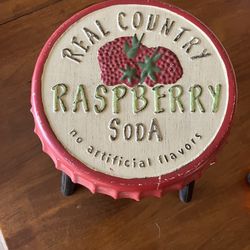 REAL COUNTRY
RASPBERRY
SODA
no artificial flavors